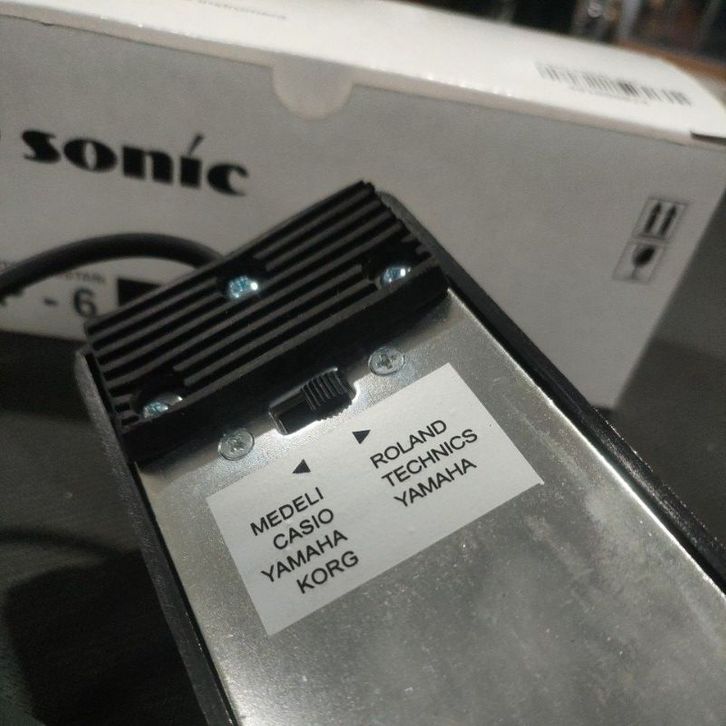 sonic
- 6
MEDELI
CASIO
YAMAHA
KORG
ROLAND
TECHNICS
YAMAHA